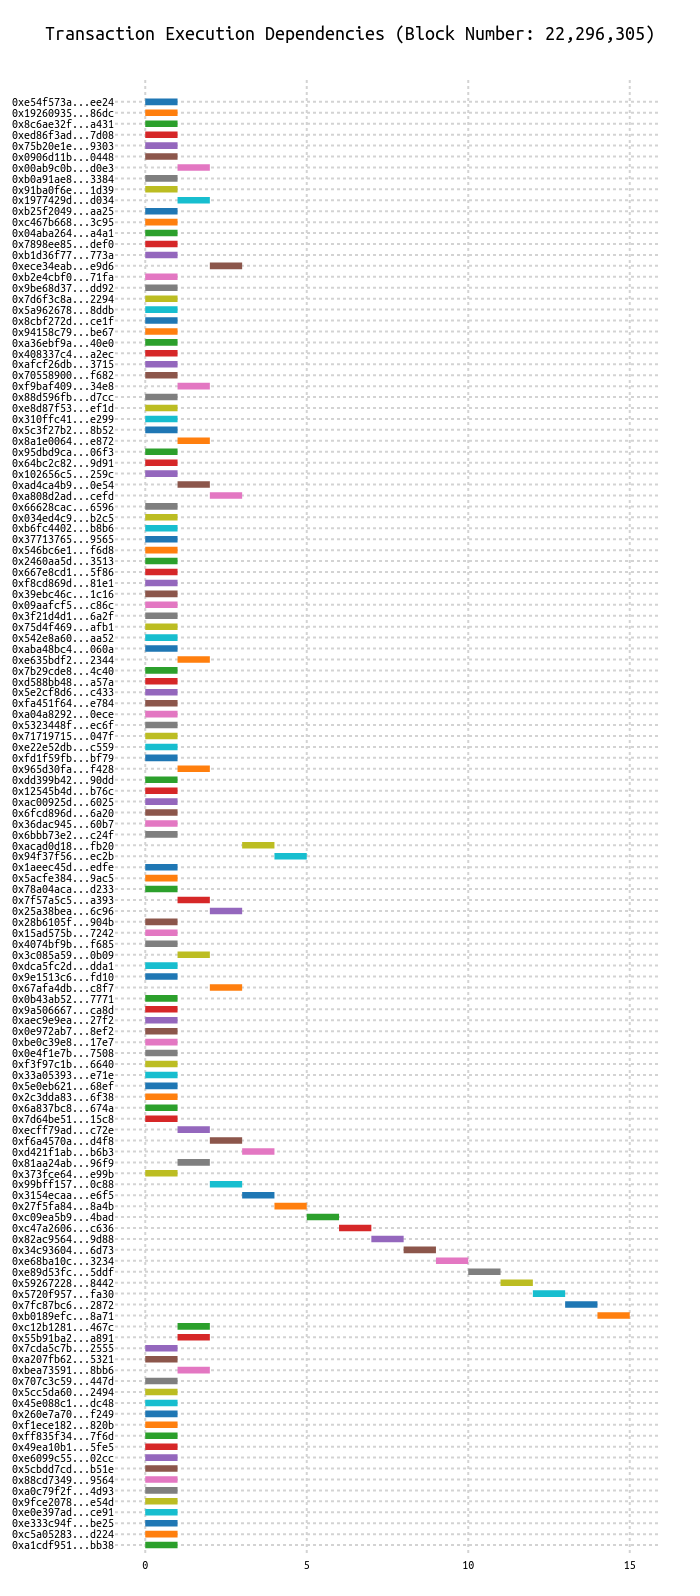 Transaction Execution Dependencies (Block Number: 22,296,305)
0xe54f573a...ee24
0x19260935...86dc
0x8c6ae32f...a431
0xed86f3ad...7d08
0x75b20e1e...9303
0x0906d11b...0448
0x00ab9c0b...d0e3
0xb0a91ae8...3384
0x91ba0f6e...1d39
0x1977429d...d034
0xb25f2049...aa25
0xc467b668...3c95
0x04aba264...a4a1
0x7898ee85...def0
0xb1d36f77...773a
0xece34eab...e9d6
0xb2e4cbf0...71fa
0x9be68d37...dd92
0x7d6f3c8a...2294
0x5a962678...8ddb
0x8cbf272d...ce1f
0x94158c79...be67
0xa36ebf9a...40e0
0x408337c4...a2ec
0xafcf26db...3715
0x70558900...f682
0xf9baf409...34e8
0x88d596fb...d7cc
0xe8d87f53...ef1d
0x310ffc41...e299
0x5c3f27b2...8b52
0x8a1e0064...e872
0x95dbd9ca...06f3
0x64bc2c82...9d91
0x102656c5...259c
0xad4ca4b9...0e54
0xa808d2ad...cefd
0x66628cac...6596
0x034ed4c9...b2c5
0xb6fc4402...b8b6
0x37713765...9565
0x546bc6e1...f6d8
0x2460aa5d...3513
0x667e8cd1...5f86
0xf8cd869d...81e1
0x39ebc46c...1c16
0x09aafcf5...c86c
0x3f21d4d1...6a2f
0x75d4f469...afb1
0x542e8a60...aa52
0xaba48bc4...060a
0xe635bdf2...2344
0x7b29cde8...4c40
0xd588bb48...a57a
0x5e2cf8d6...c433
0xfa451f64...e784
0xa04a8292...0ece
0x5323448f...ec6f
0x71719715...047f
0xe22e52db...c559
0xfd1f59fb...bf79
0x965d30fa...f428
0xdd399b42...90dd
0x12545b4d...b76c
0xac00925d...6025
0x6fcd896d...6a20
0x36dac945...60b7
0x6bbb73e2...c24f
0xacad0d18...fb20
0x94f37f56...ec2b
0x1aeec45d...edfe
0x5acfe384...9ac5
0x78a04aca...d233
0x7f57a5c5...a393
0x25a38bea...6c96
0x28b6105f...904b
0x15ad575b...7242
0x4074bf9b...f685
0x3c085a59...0b09
0xdca5fc2d...dda1
0x9e1513c6...fd10
0x67afa4db...c8f7
0x0b43ab52...7771
0x9a506667...ca8d
0xaec9e9ea...27f2
0x0e972ab7...8ef2
0xbe0c39e8...17e7
0x0e4f1e7b...7508
0xf3f97c1b...6640
0x33a05393...e71e
0x5e0eb621...68ef
0x2c3dda83...6f38
0x6a837bc8...674a
0x7d64be51...15c8
0xecff79ad...c72e
0xf6a4570a...d4f8
0xd421f1ab...b6b3
0x81aa24ab...96f9
0x373fce64...e99b
0x99bff157...0c88
0x3154ecaa...e6f5
0x27f5fa84...8a4b
0xc09ea5b9...4bad
0xc47a2606...c636
0x82ac9564...9d88
0x34c93604...6d73
0xe68ba10c...3234
0xe89d53fc...5ddf
0x59267228...8442
0x5720f957...fa30
0x7fc87bc6...2872
0xb0189efc...8a71
0xc12b1281...467c
0x55b91ba2...a891
0x7cda5c7b...2555
0xa207fb62...5321
0xbea73591...8bb6
0x707c3c59...447d
0x5cc5da60...2494
0x45e088c1...dc48
0x260e7a70...f249
0xf1ece182...820b
0xff835f34...7f6d
0x49ea10b1...5fe5
0xe6099c55...02cc
0x5cbdd7cd...b51e
0x88cd7349...9564
0xa0c79f2f...4d93
0x9fce2078...e54d
0xe0e397ad...ce91
0xe333c94f...be25
0xc5a05283...d224
0xa1cdf951...bb38
0 5 10 15